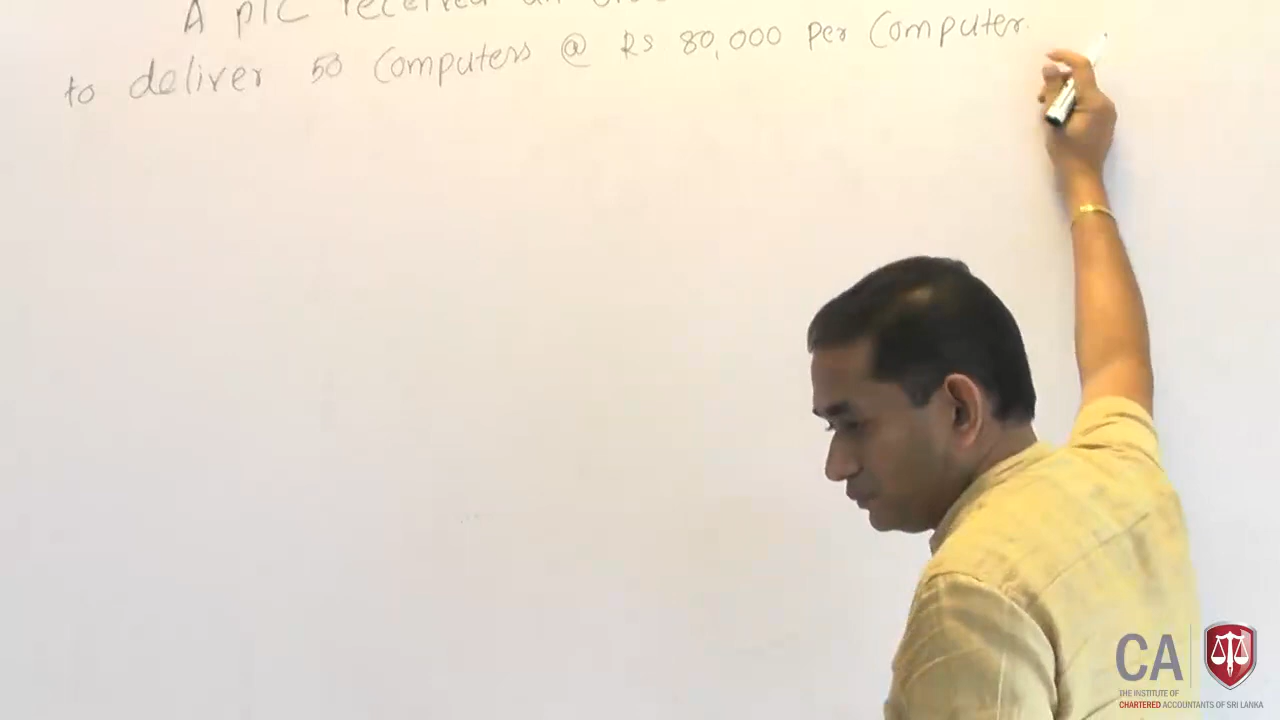 A plc received an
to deliver 50 Computers @ Rs 80,000 per Computer.
CA
THE INSTITUTE OF
CHARTERED ACCOUNTANTS OF SRI LANKA